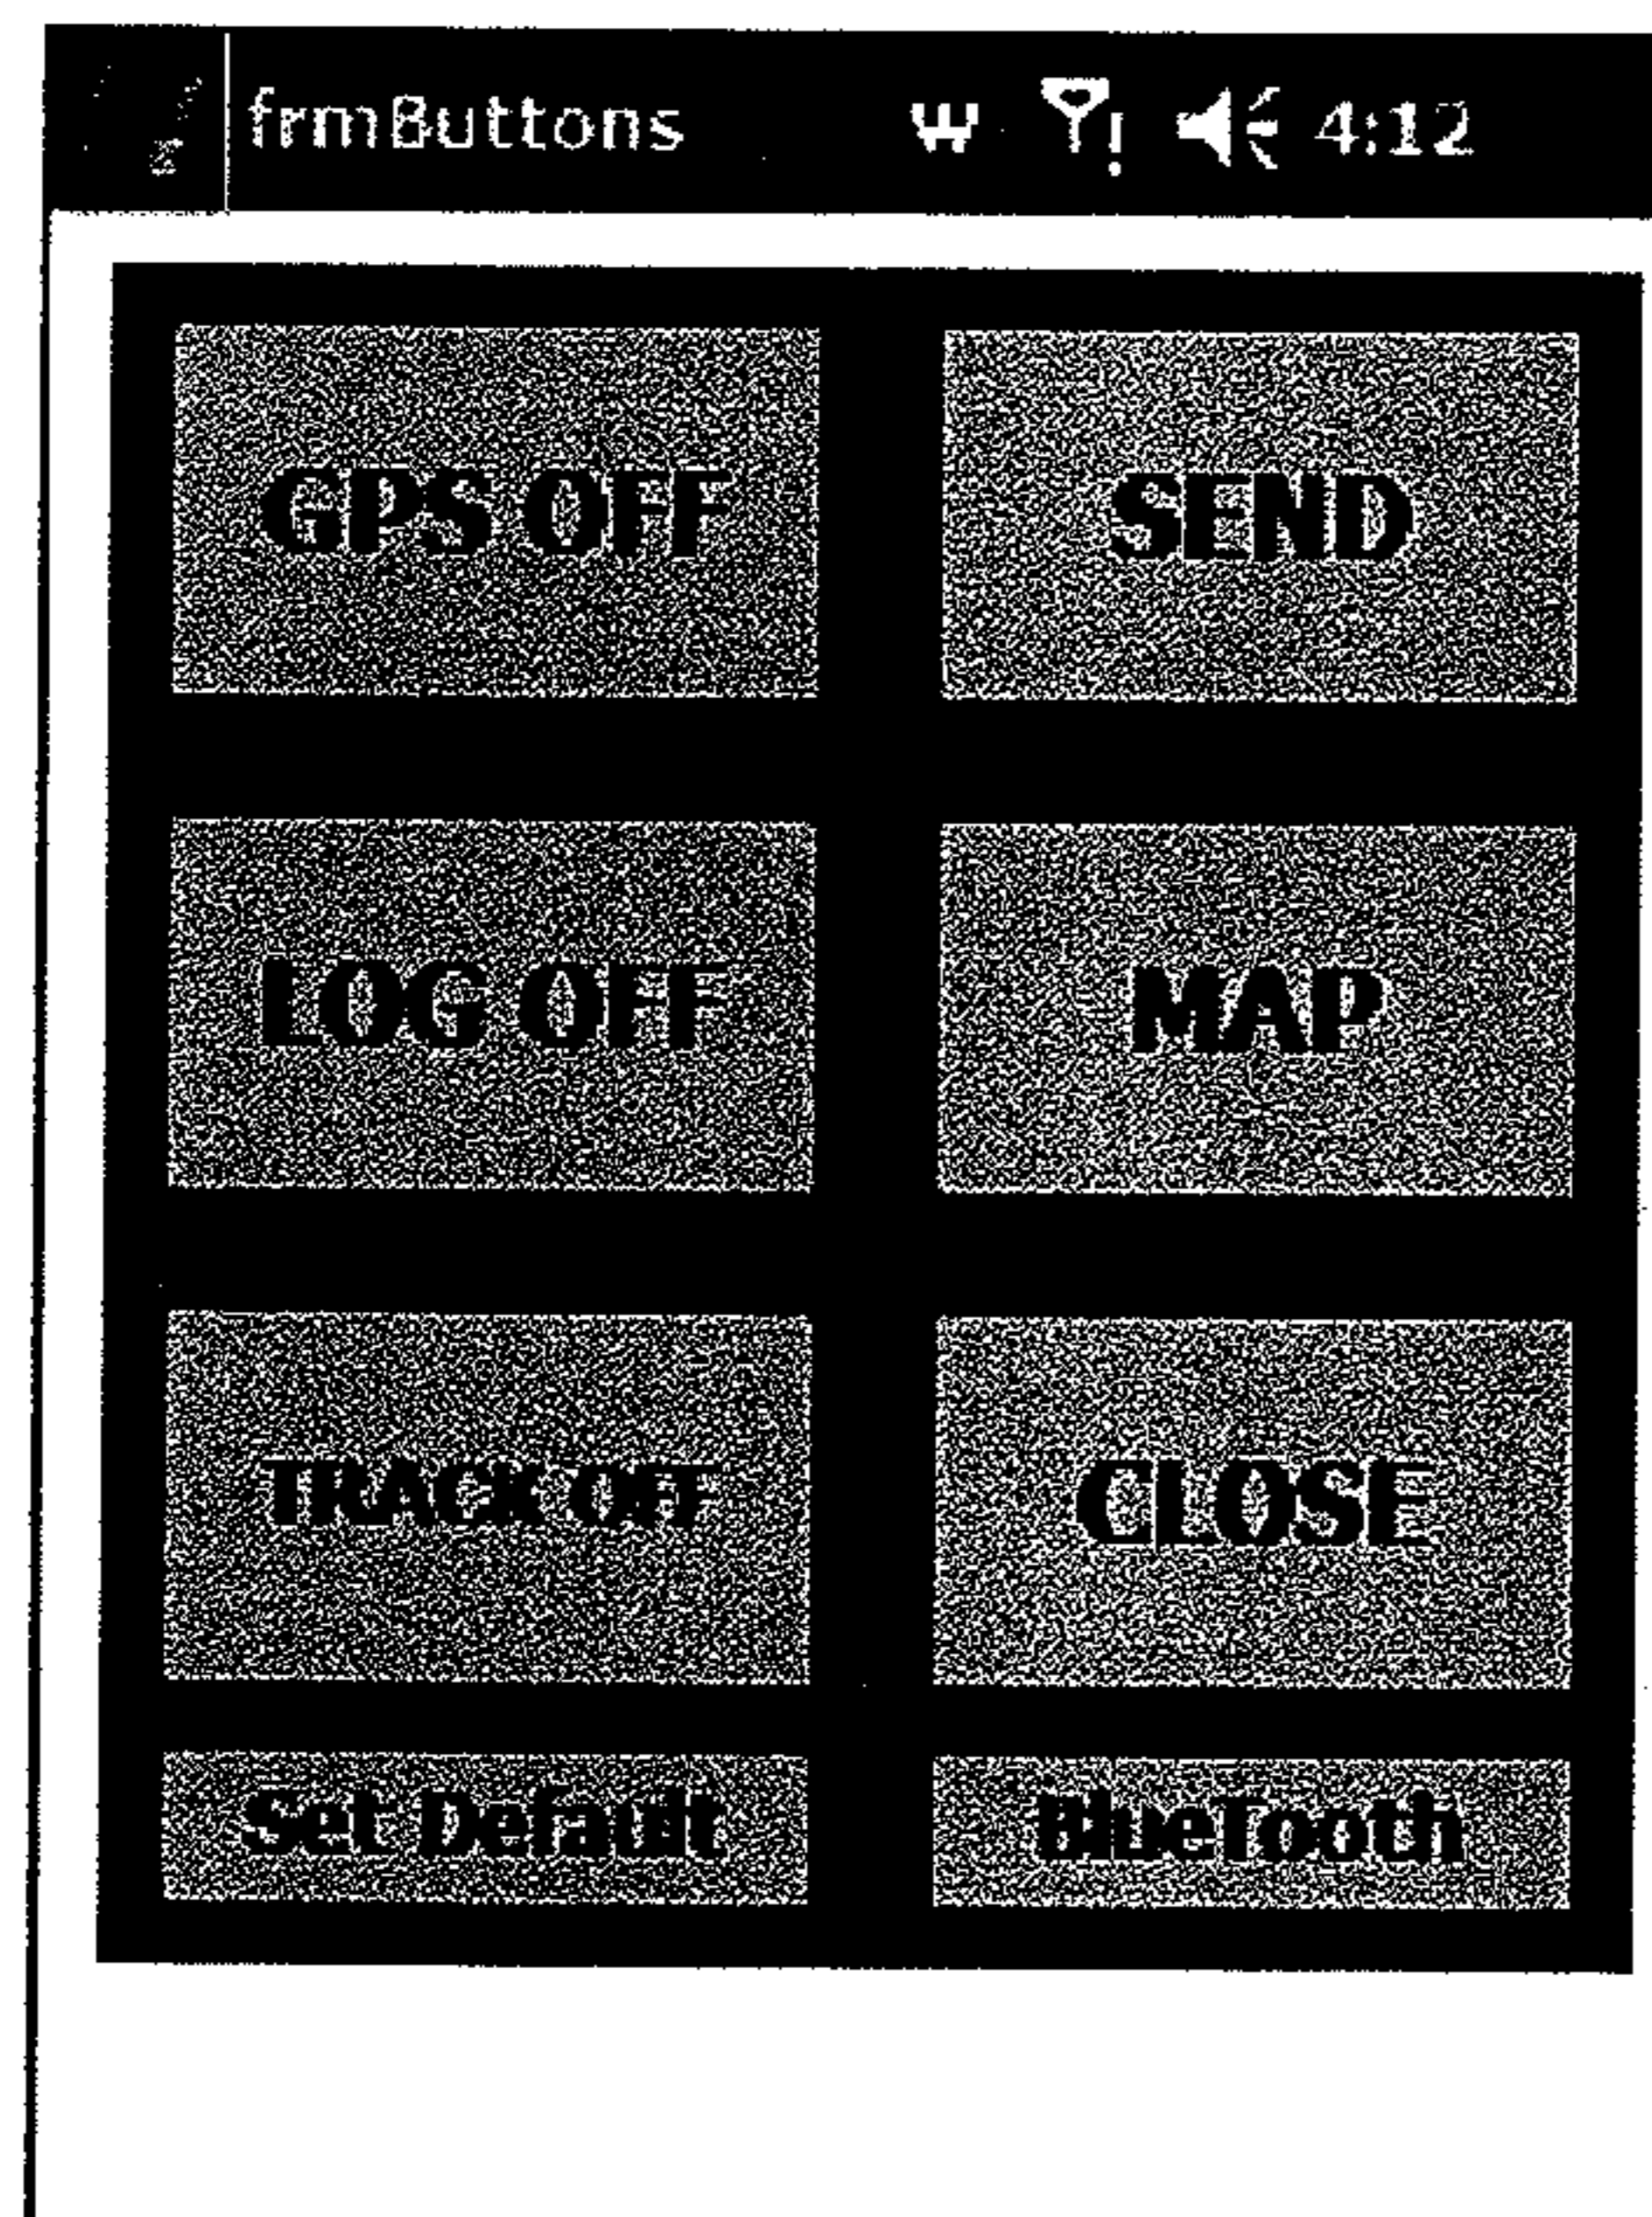 frmButtons 4:12
GPS OFF SEND
LOG OFF MAP
TRACK OFF CLOSE
Set Default BlueTooth